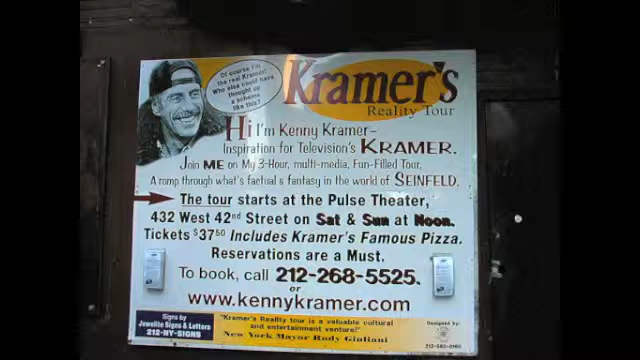 Of course I'm
the real Kramer!
Who else could have
thought up
a scheme
like this?
Kramer's
Reality Tour
Hi I'm Kenny Kramer-
Inspiration for Television's KRAMER.
Join ME on My 3-Hour, multi-media, Fun-Filled Tour,
A romp through what's factual & fantasy in the world of SEINFELD.
The tour starts at the Pulse Theater,
432 West 42nd Street on Sat & Sun at Noon.
Tickets $37 50 Includes Kramer's Famous Pizza.
Reservations are a Must.
To book, call 212-268-5525.
or
www.kennykramer.com
Signs by
Jewelite Signs & Letters
212-NY-SIGNS
"Kramer's Reality tour is a valuable cultural
and entertainment venture!"
New York Mayor Rudy Giuliani
Designed by: